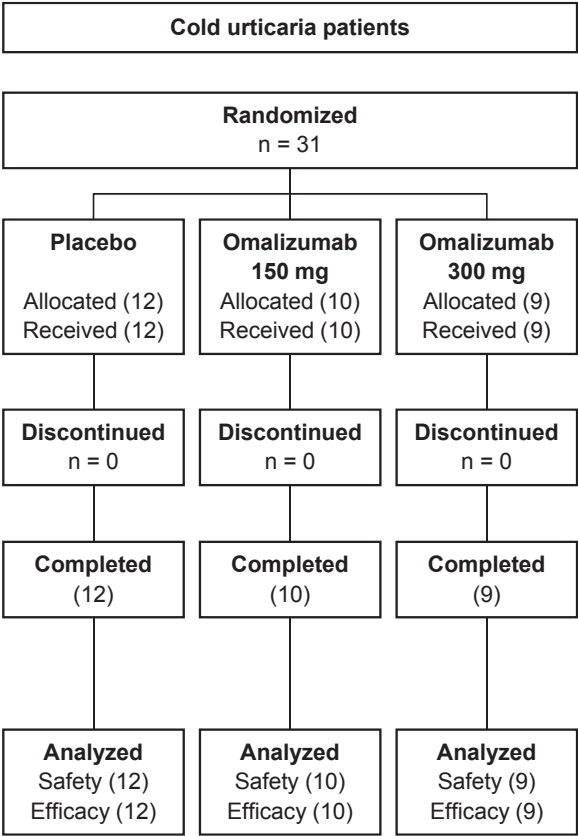 Cold urticaria patients
Randomized
n = 31
Placebo
Allocated (12)
Received (12)
Omalizumab
150 mg
Allocated (10)
Received (10)
Omalizumab
300 mg
Allocated (9)
Received (9)
Discontinued
n = 0
Discontinued
n = 0
Discontinued
n = 0
Completed
(12)
Completed
(10)
Completed
(9)
Analyzed
Safety (12)
Efficacy (12)
Analyzed
Safety (10)
Efficacy (10)
Analyzed
Safety (9)
Efficacy (9)